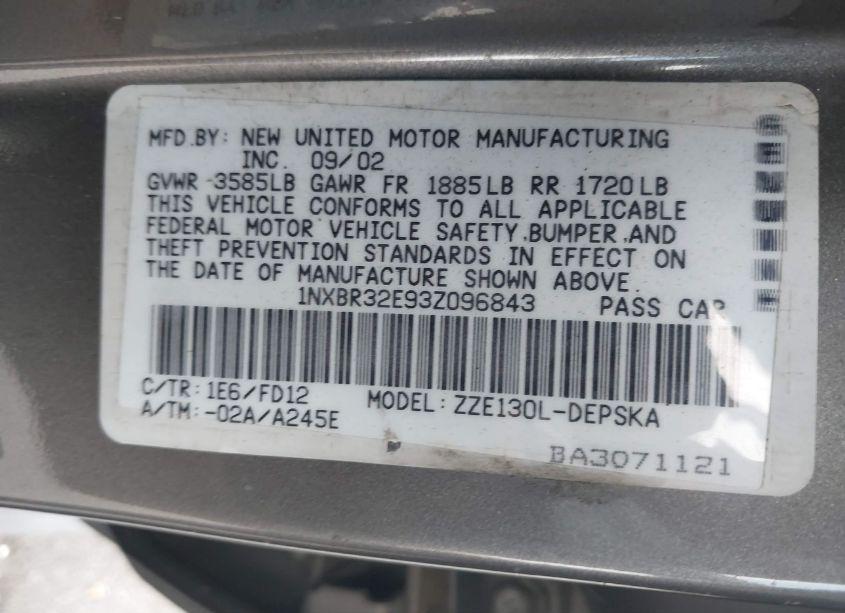 MFD.BY: NEW UNITED MOTOR MANUFACTURING
INC. 09/02
GVWR 3585LB GAWR FR 1885LB RR 1720LB
THIS VEHICLE CONFORMS TO ALL APPLICABLE
FEDERAL MOTOR VEHICLE SAFETY,BUMPER,AND
THEFT PREVENTION STANDARDS IN EFFECT ON
THE DATE OF MANUFACTURE SHOWN ABOVE.
1NXBR32E93Z096843 PASS CAR
C/TR: 1E6/FD12 MODEL: ZZE130L-DEPSKA
A/TM: -02A/A245E
BA3071121